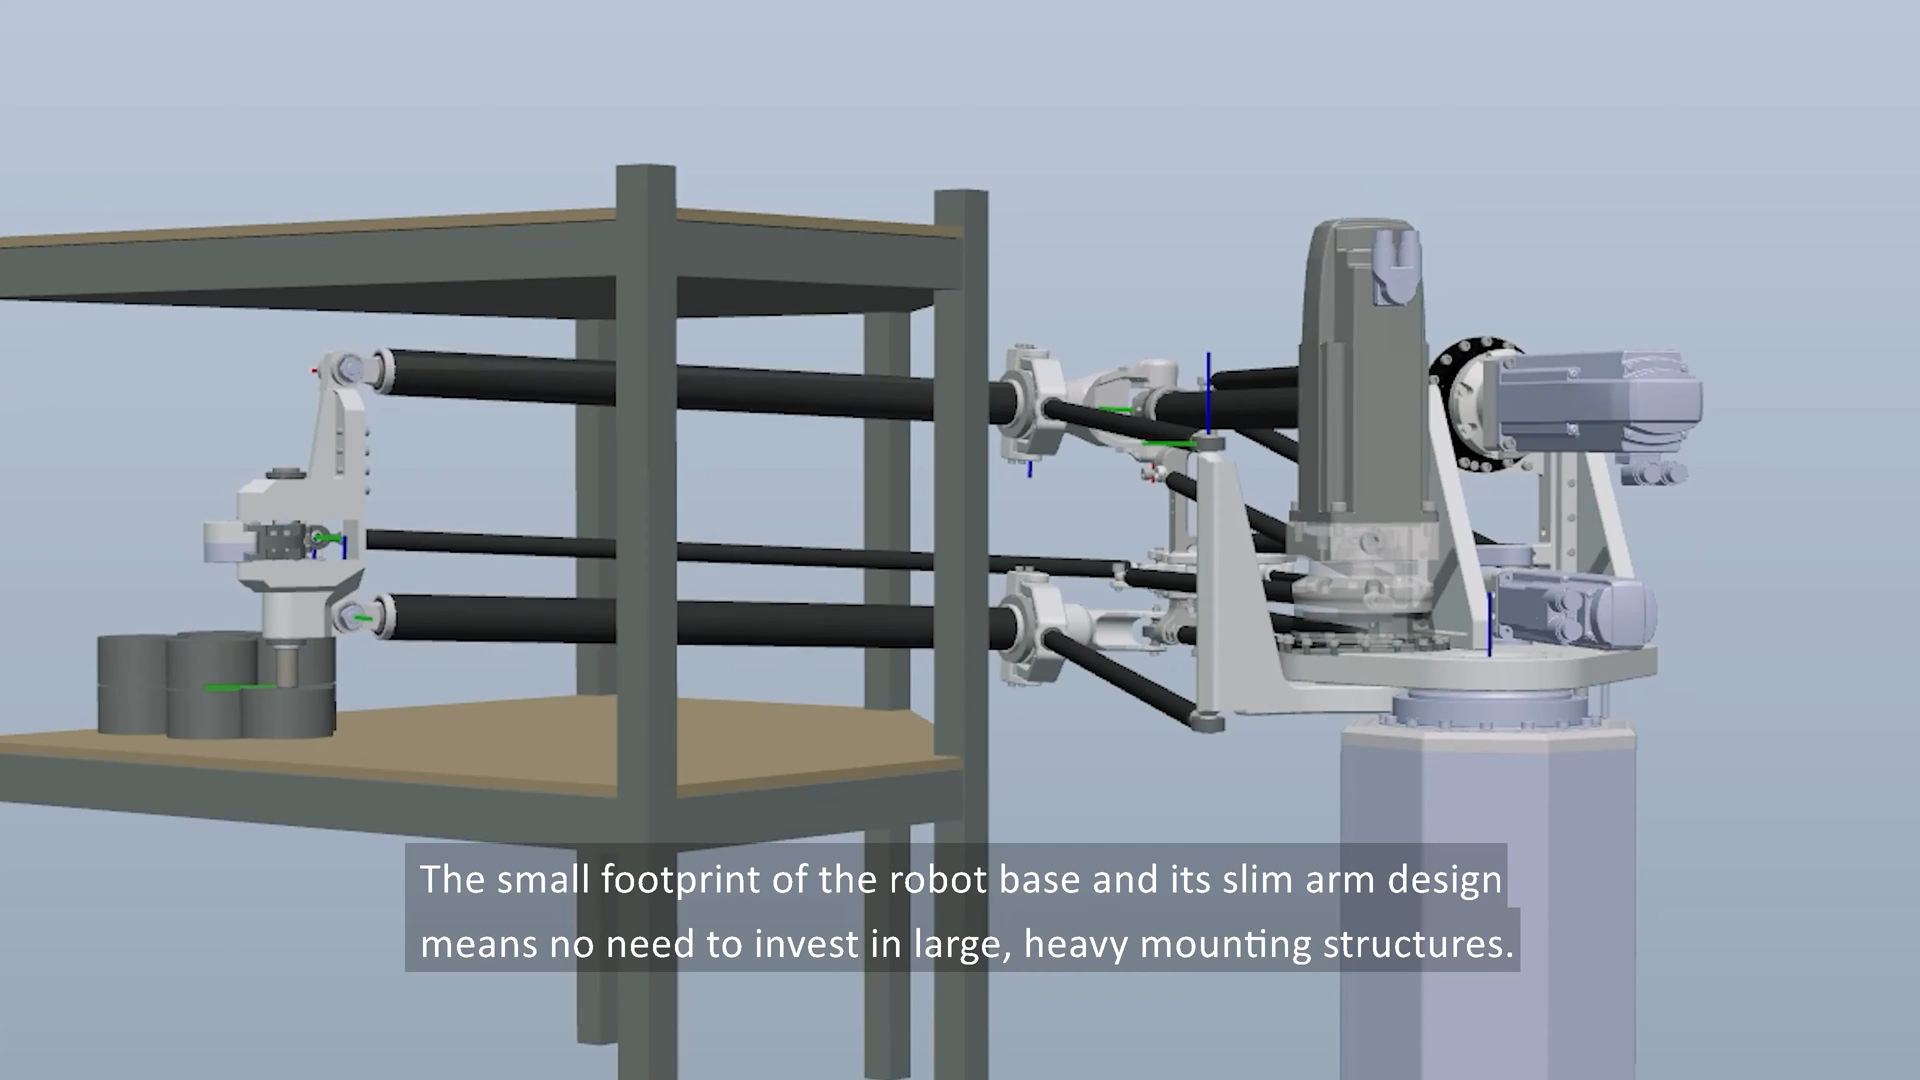 The small footprint of the robot base and its slim arm design
means no need to invest in large, heavy mounting structures.